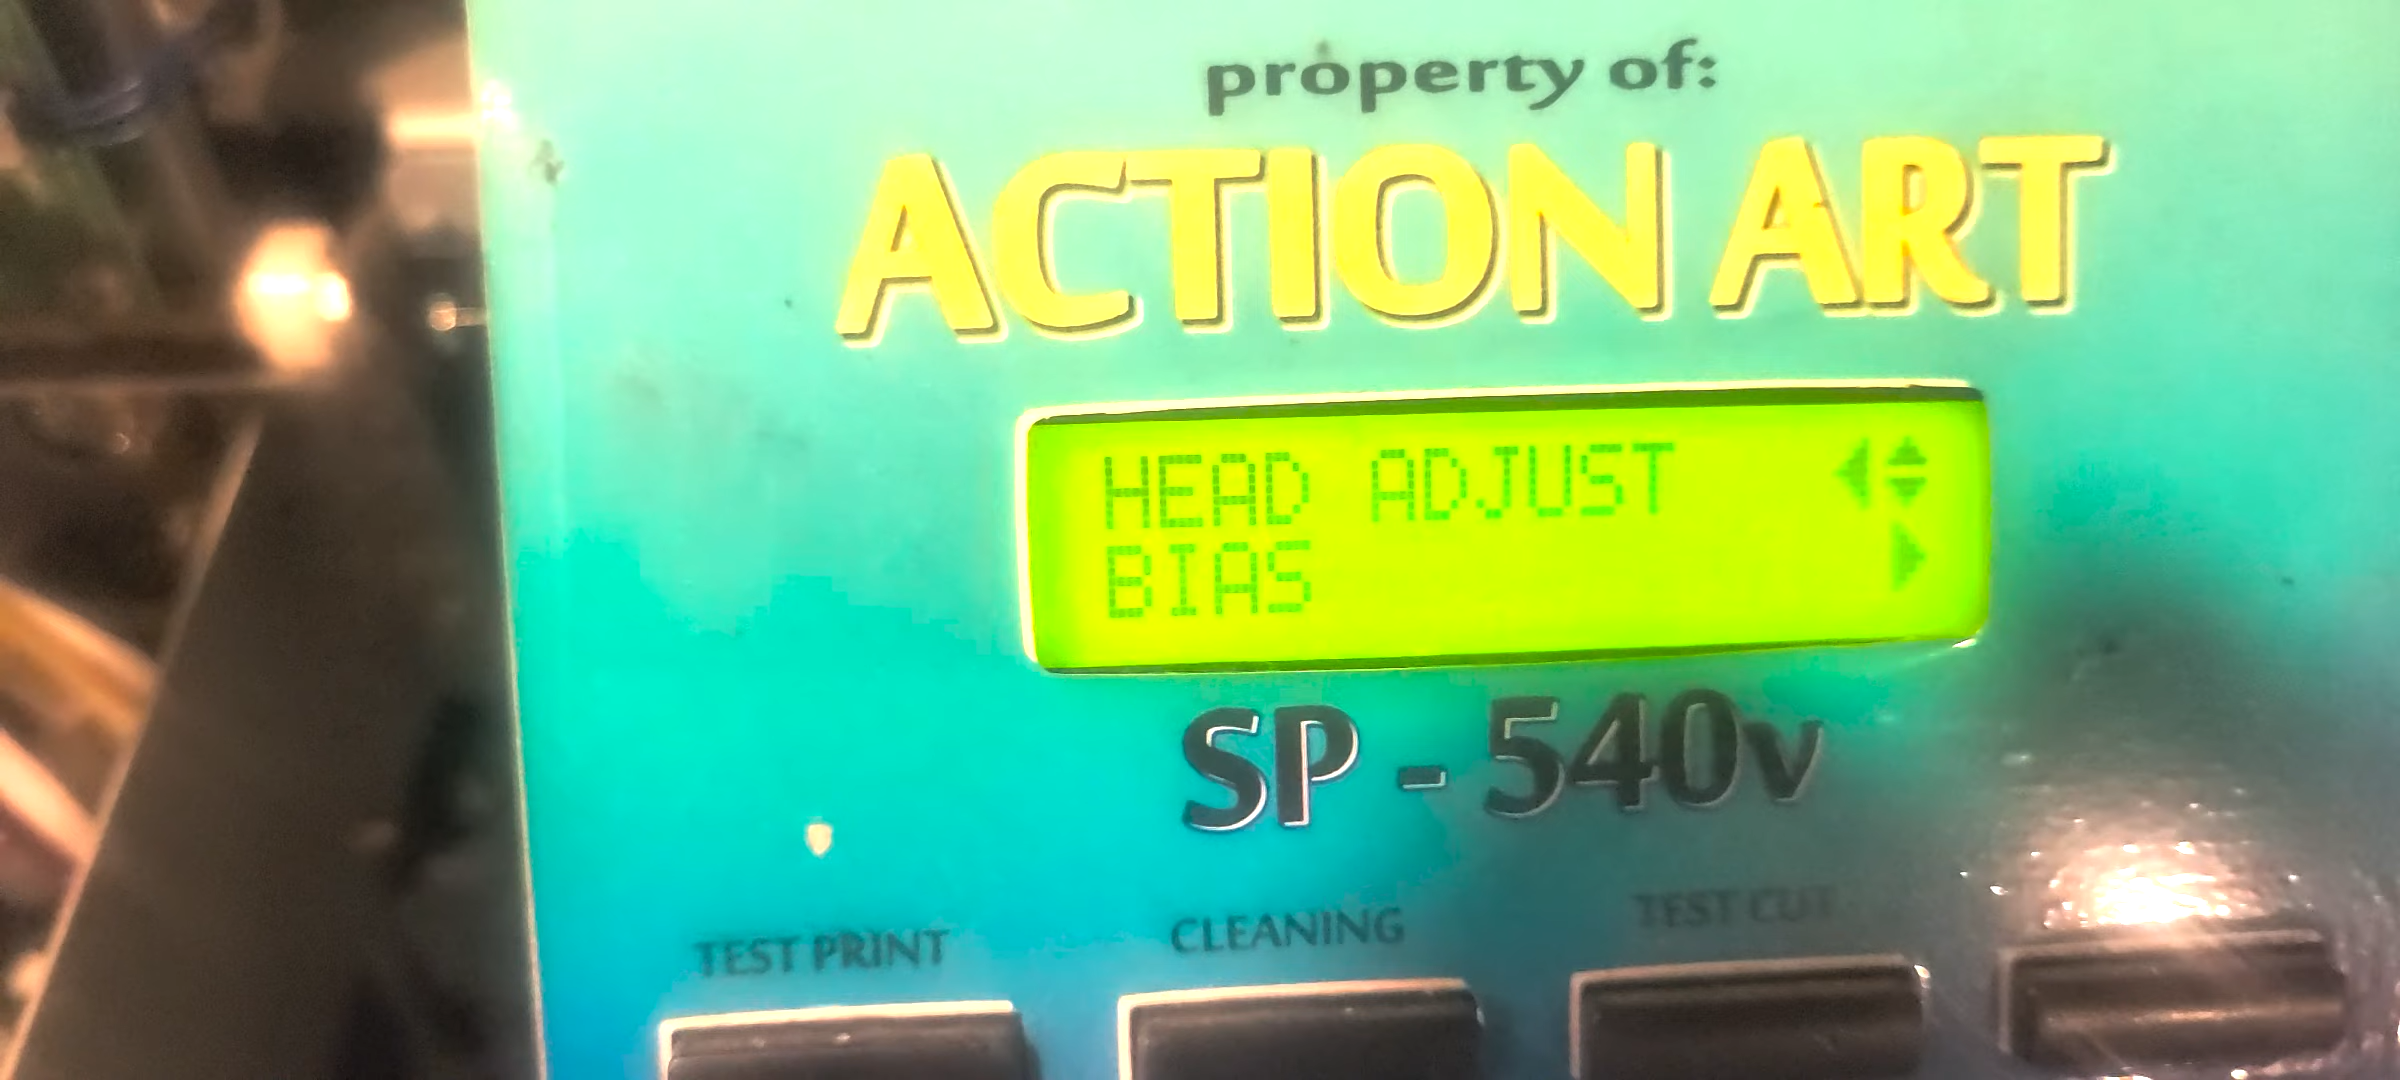 property of:
ACTION ART
HEAD ADJUST
BIAS
SP - 540v
TEST PRINT
CLEANING
TEST CUT